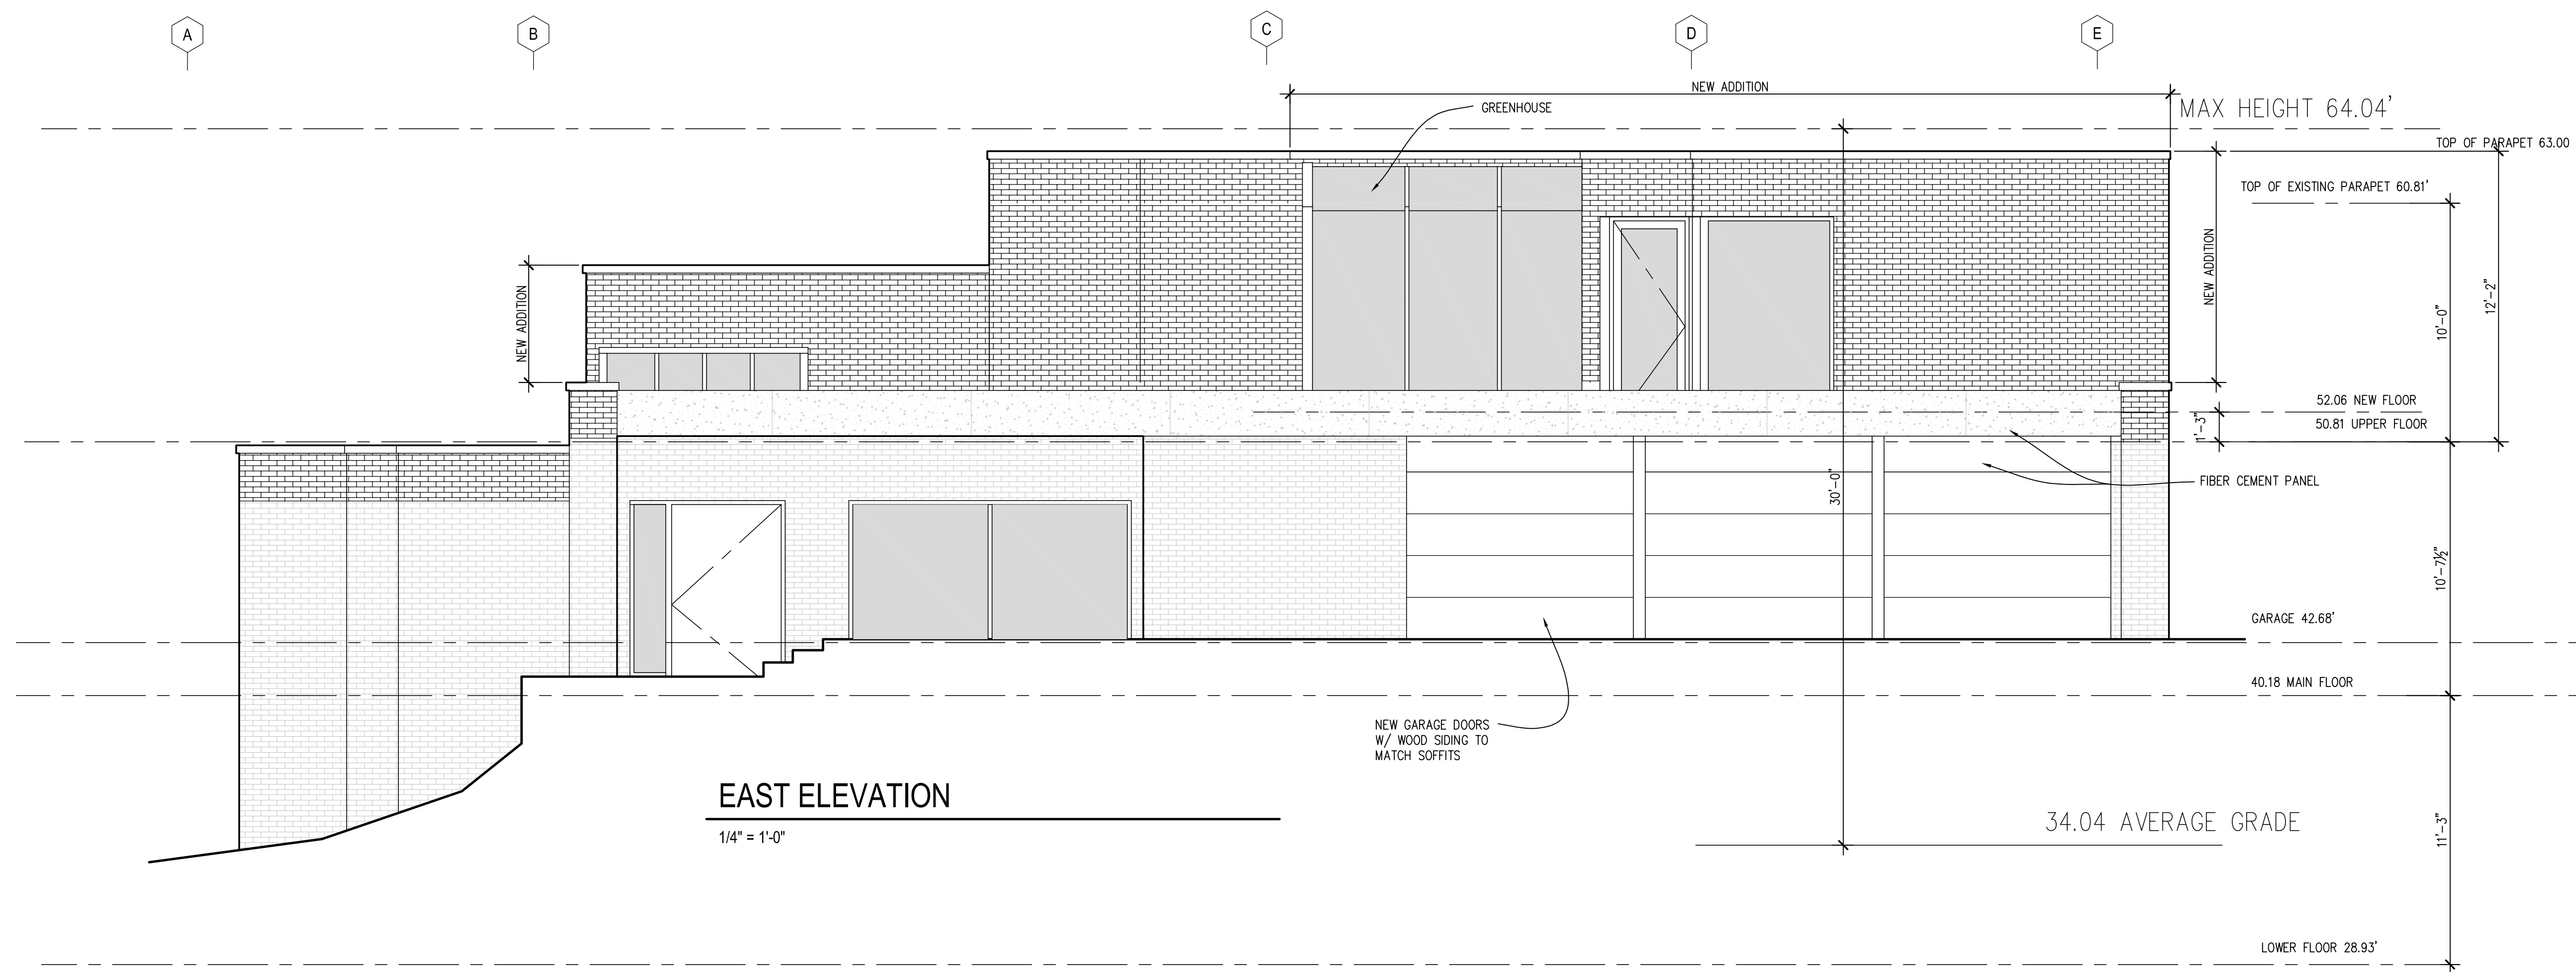 A
B
C
D
E
NEW ADDITION
GREENHOUSE
MAX HEIGHT 64.04'
TOP OF PARAPET 63.00
TOP OF EXISTING PARAPET 60.81'
NEW ADDITION
NEW ADDITION
10'-0"
12'-2"
52.06 NEW FLOOR
50.81 UPPER FLOOR
1'-3"
FIBER CEMENT PANEL
30'-0"
10'-7½"
GARAGE 42.68'
40.18 MAIN FLOOR
NEW GARAGE DOORS
W/ WOOD SIDING TO
MATCH SOFFITS
EAST ELEVATION
1/4" = 1'-0"
34.04 AVERAGE GRADE
11'-3"
LOWER FLOOR 28.93'